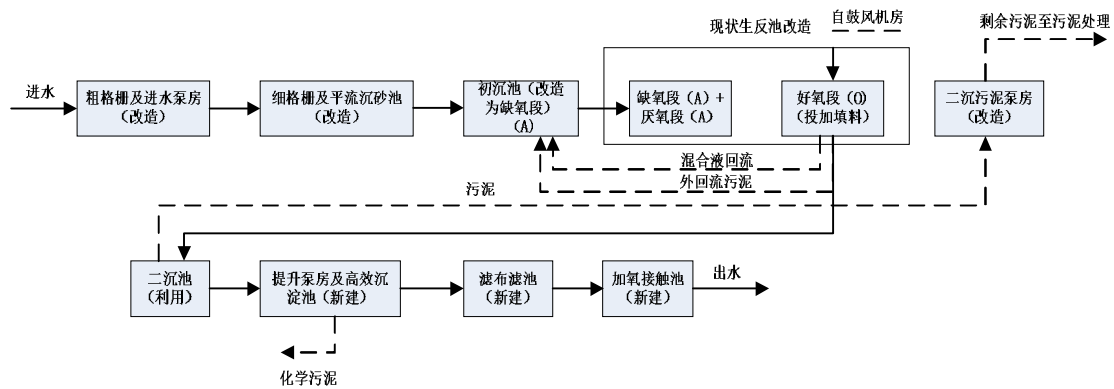 现状生反池改造
自鼓风机房
剩余污泥至污泥处理
进水
粗格栅及进水泵房
(改造)
细格栅及平流沉砂池
(改造)
初沉池（改造
为缺氧段）
(A)
缺氧段（A）+
厌氧段（A）
好氧段（O）
(投加填料)
二沉污泥泵房
(改造)
混合液回流
外回流污泥
污泥
二沉池
(利用)
提升泵房及高效沉
淀池（新建）
滤布滤池
(新建)
加氧接触池
(新建)
出水
化学污泥